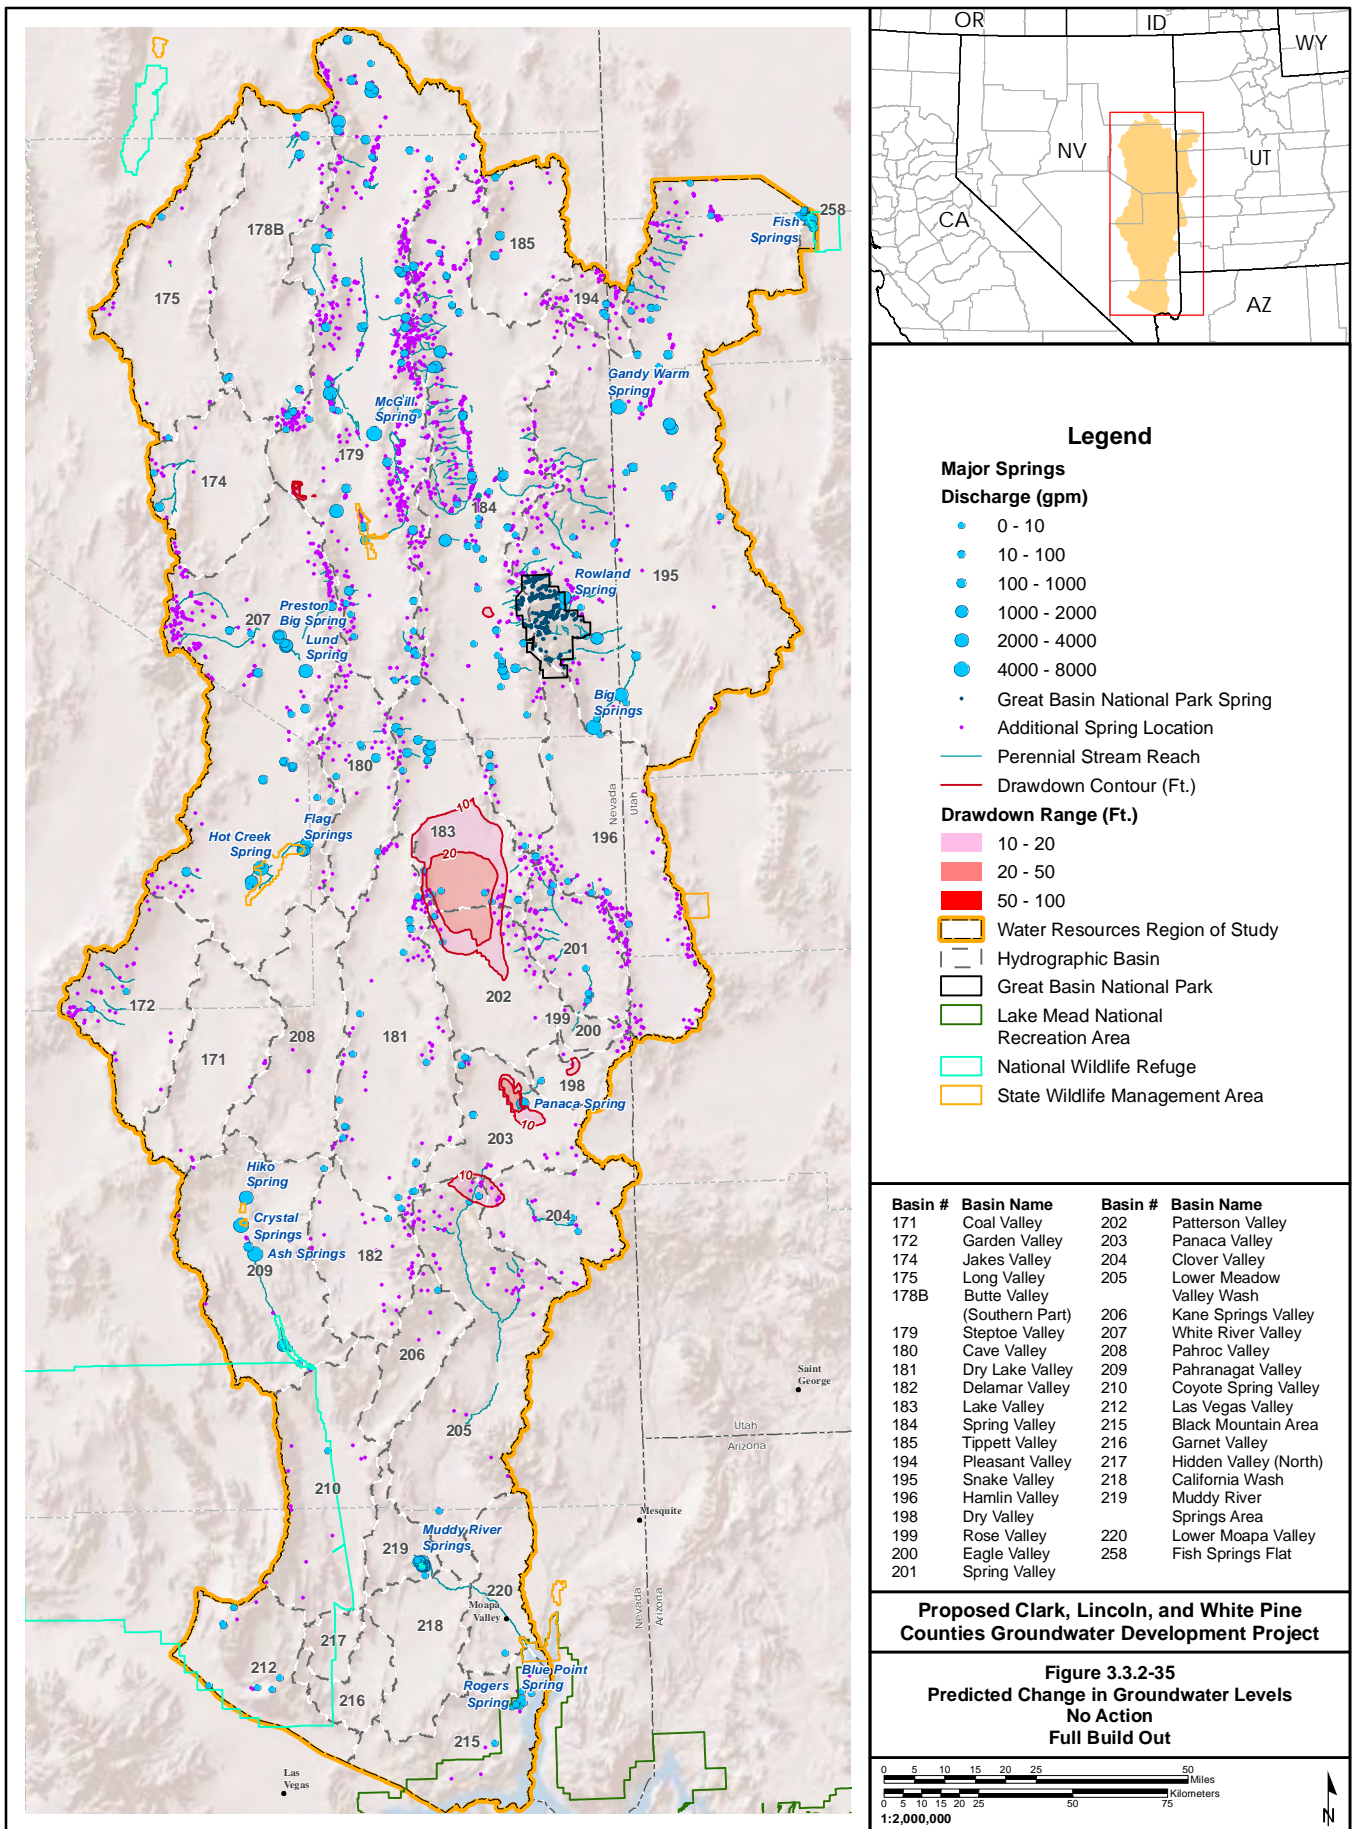 OR
ID
WY
NV
UT
CA
AZ
258
Fish
Springs
178B
185
175
194
Gandy Warm
Spring
McGill
Spring
179
174
184
195
Rowland
Spring
207
Preston
Big Spring
Lund
Spring
Big
Springs
180
Nevada
Utah
101
183
20
196
Flag
Springs
Hot Creek
Spring
201
202
172
199
200
208
181
171
198
Panaca Spring
10
203
Hiko
Spring
10
Crystal
Springs
204
Ash Springs
182
209
206
Saint
George
205
Utah
Arizona
210
Mesquite
Muddy River
Springs
219
220
Moapa
Valley
Nevada
Arizona
218
217
212
Blue Point
Spring
Rogers
Spring
216
215
Las
Vegas
Legend
Major Springs
Discharge (gpm)
0 - 10
10 - 100
100 - 1000
1000 - 2000
2000 - 4000
4000 - 8000
Great Basin National Park Spring
Additional Spring Location
Perennial Stream Reach
Drawdown Contour (Ft.)
Drawdown Range (Ft.)
10 - 20
20 - 50
50 - 100
Water Resources Region of Study
Hydrographic Basin
Great Basin National Park
Lake Mead National
Recreation Area
National Wildlife Refuge
State Wildlife Management Area
Basin # Basin Name Basin # Basin Name
171 Coal Valley 202 Patterson Valley
172 Garden Valley 203 Panaca Valley
174 Jakes Valley 204 Clover Valley
175 Long Valley 205 Lower Meadow
178B Butte Valley Valley Wash
(Southern Part) 206 Kane Springs Valley
179 Steptoe Valley 207 White River Valley
180 Cave Valley 208 Pahroc Valley
181 Dry Lake Valley 209 Pahranagat Valley
182 Delamar Valley 210 Coyote Spring Valley
183 Lake Valley 212 Las Vegas Valley
184 Spring Valley 215 Black Mountain Area
185 Tippett Valley 216 Garnet Valley
194 Pleasant Valley 217 Hidden Valley (North)
195 Snake Valley 218 California Wash
196 Hamlin Valley 219 Muddy River
198 Dry Valley Springs Area
199 Rose Valley 220 Lower Moapa Valley
200 Eagle Valley 258 Fish Springs Flat
201 Spring Valley
Proposed Clark, Lincoln, and White Pine
Counties Groundwater Development Project
Figure 3.3.2-35
Predicted Change in Groundwater Levels
No Action
Full Build Out
0 5 10 15 20 25 50
Miles
Kilometers
0 5 10 15 20 25 50 75
1:2,000,000
N